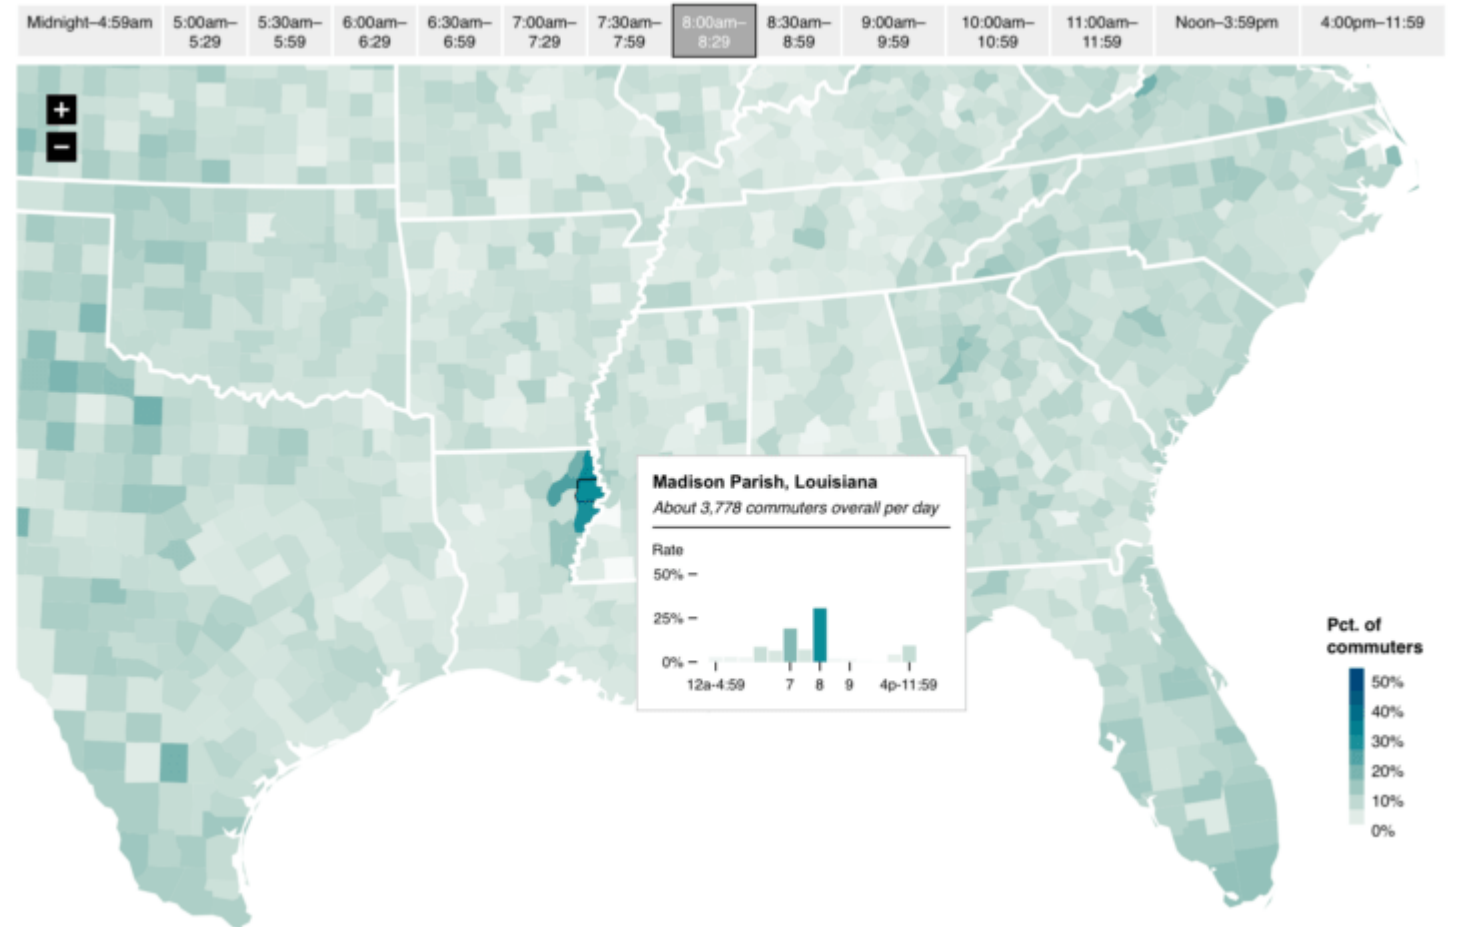 Midnight–4:59am
5:00am–
5:29
5:30am–
5:59
6:00am–
6:29
6:30am–
6:59
7:00am–
7:29
7:30am–
7:59
8:00am–
8:29
8:30am–
8:59
9:00am–
9:59
10:00am–
10:59
11:00am–
11:59
Noon–3:59pm
4:00pm–11:59
+
−
Madison Parish, Louisiana
About 3,778 commuters overall per day
Rate
50%
25%
0%
12a-4:59 7 8 9 4p-11:59
Pct. of
commuters
50%
40%
30%
20%
10%
0%